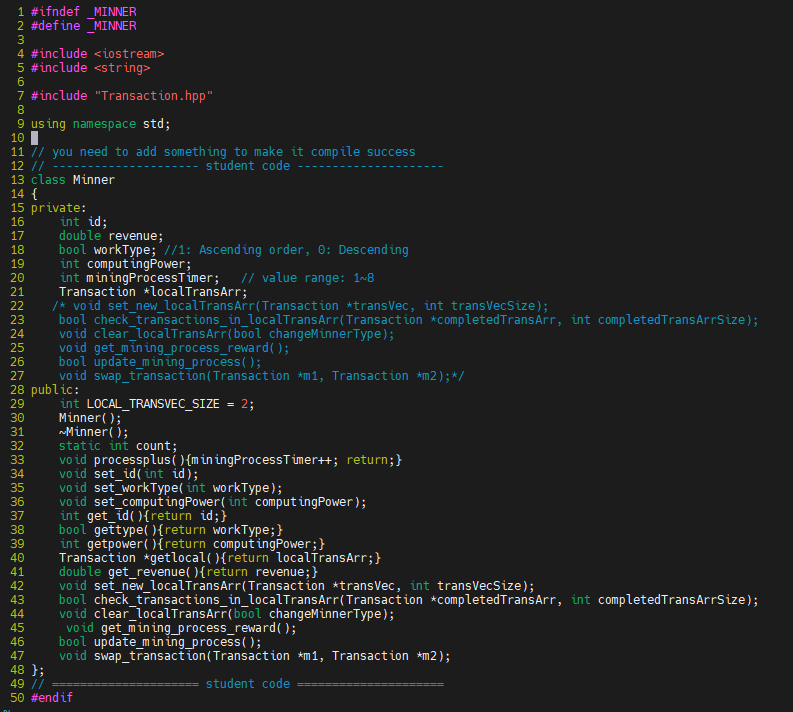 1 #ifndef _MINNER
2 #define _MINNER
3
4 #include <iostream>
5 #include <string>
6
7 #include "Transaction.hpp"
8
9 using namespace std;
10
11 // you need to add something to make it compile success
12 // --------------------- student code ---------------------
13 class Minner
14 {
15 private:
16     int id;
17     double revenue;
18     bool workType; //1: Ascending order, 0: Descending
19     int computingPower;
20     int miningProcessTimer;   // value range: 1~8
21     Transaction *localTransArr;
22    /* void set_new_localTransArr(Transaction *transVec, int transVecSize);
23     bool check_transactions_in_localTransArr(Transaction *completedTransArr, int completedTransArrSize);
24     void clear_localTransArr(bool changeMinnerType);
25     void get_mining_process_reward();
26     bool update_mining_process();
27     void swap_transaction(Transaction *m1, Transaction *m2);*/
28 public:
29     int LOCAL_TRANSVEC_SIZE = 2;
30     Minner();
31     ~Minner();
32     static int count;
33     void processplus(){miningProcessTimer++; return;}
34     void set_id(int id);
35     void set_workType(int workType);
36     void set_computingPower(int computingPower);
37     int get_id(){return id;}
38     bool gettype(){return workType;}
39     int getpower(){return computingPower;}
40     Transaction *getlocal(){return localTransArr;}
41     double get_revenue(){return revenue;}
42     void set_new_localTransArr(Transaction *transVec, int transVecSize);
43     bool check_transactions_in_localTransArr(Transaction *completedTransArr, int completedTransArrSize);
44     void clear_localTransArr(bool changeMinnerType);
45      void get_mining_process_reward();
46     bool update_mining_process();
47     void swap_transaction(Transaction *m1, Transaction *m2);
48 };
49 // ===================== student code =====================
50 #endif